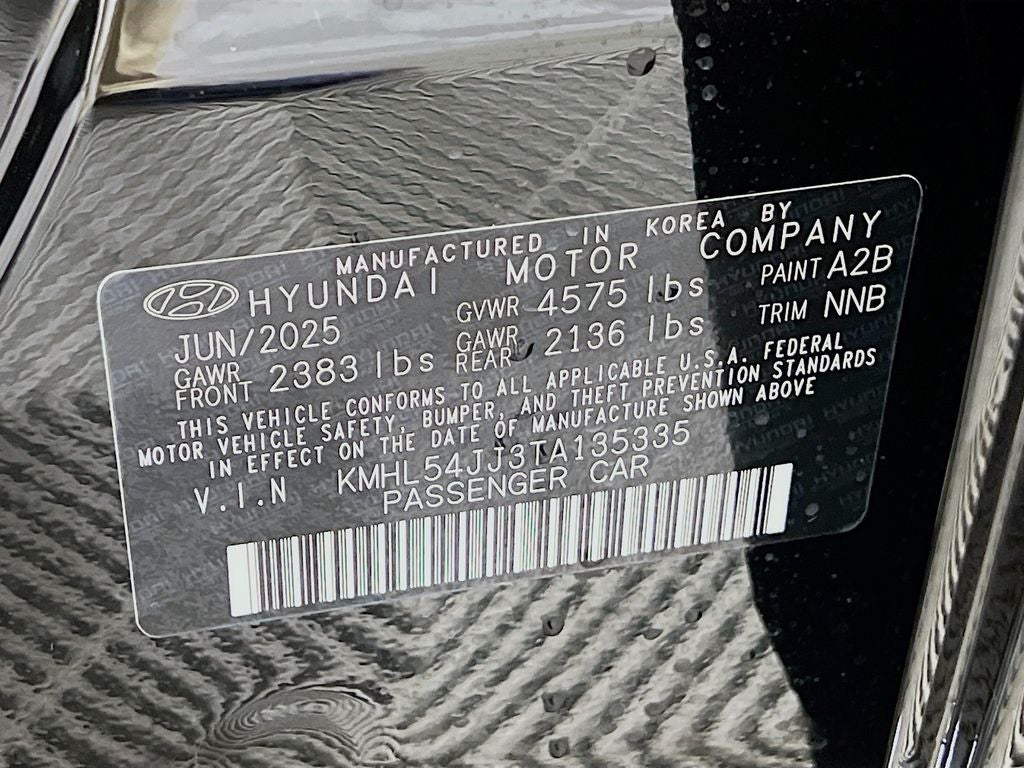 MANUFACTURED IN KOREA BY
HYUNDAI MOTOR COMPANY
JUN/2025 GVWR 4575 lbs PAINT A2B
GAWR FRONT 2383 lbs GAWR REAR 2136 lbs TRIM NNB
THIS VEHICLE CONFORMS TO ALL APPLICABLE U.S.A. FEDERAL
MOTOR VEHICLE SAFETY, BUMPER, AND THEFT PREVENTION STANDARDS
IN EFFECT ON THE DATE OF MANUFACTURE SHOWN ABOVE
V.I.N KMHL54JJ3TA135335
PASSENGER CAR